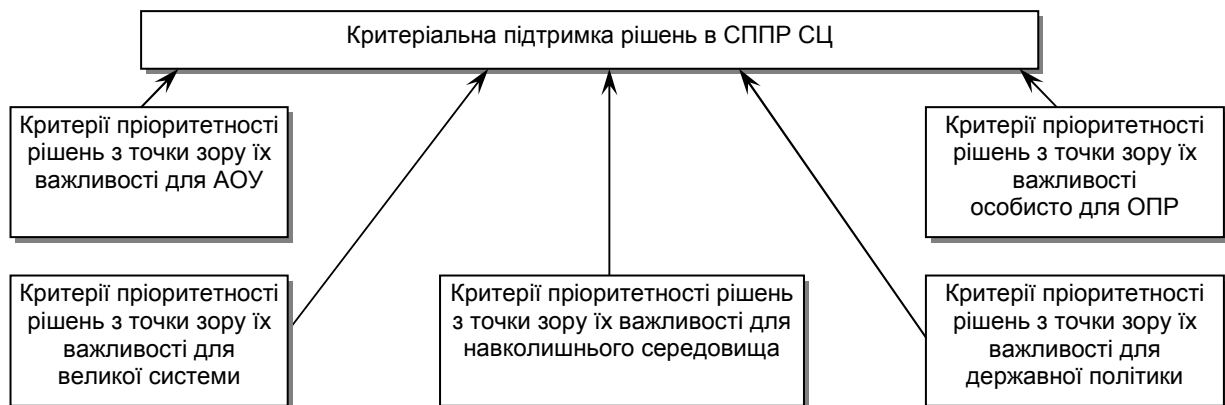 Критеріальна підтримка рішень в СППР СЦ
Критерії пріоритетності
рішень з точки зору їх
важливості для АОУ
Критерії пріоритетності
рішень з точки зору їх
важливості
особисто для ОПР
Критерії пріоритетності
рішень з точки зору їх
важливості для
великої системи
Критерії пріоритетності рішень
з точки зору їх важливості для
навколишнього середовища
Критерії пріоритетності
рішень з точки зору їх
важливості для
державної політики